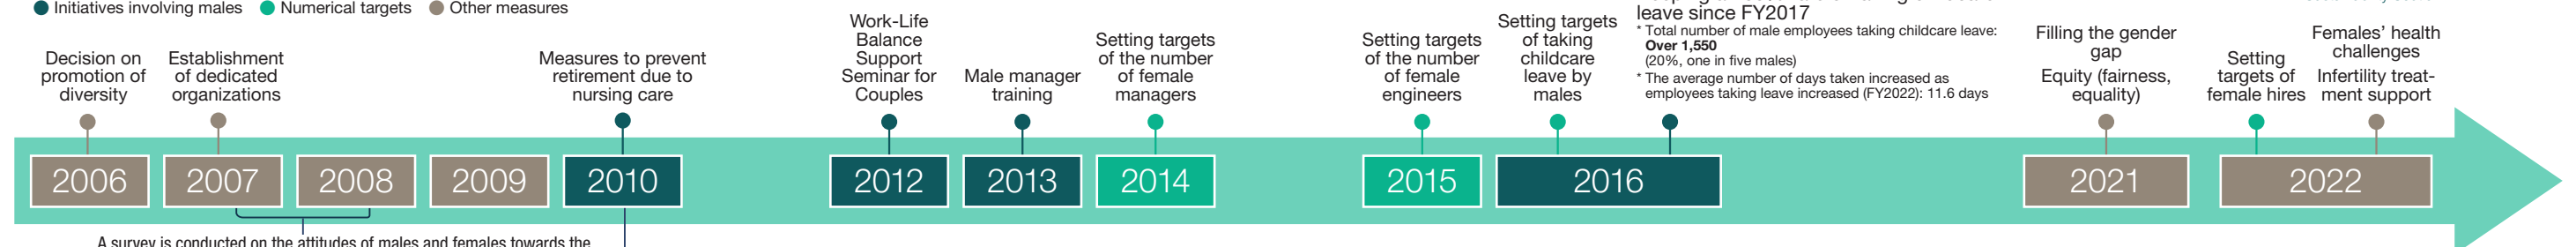 Initiatives involving males
Numerical targets
Other measures
Decision on
promotion of
diversity
Establishment
of dedicated
organizations
Measures to prevent
retirement due to
nursing care
Work-Life
Balance
Support
Seminar for
Couples
Male manager
training
Setting targets
of the number
of female
managers
Setting targets
of the number
of female
engineers
Setting targets
of taking
childcare
leave by
males
leave since FY2017
* Total number of male employees taking childcare leave:
Over 1,550
(20%, one in five males)
* The average number of days taken increased as
employees taking leave increased (FY2022): 11.6 days
Filling the gender
gap
Equity (fairness,
equality)
Setting
targets of
female hires
Females' health
challenges
Infertility treat-
ment support
2006
2007
2008
2009
2010
2012
2013
2014
2015
2016
2021
2022
A survey is conducted on the attitudes of males and females towards the